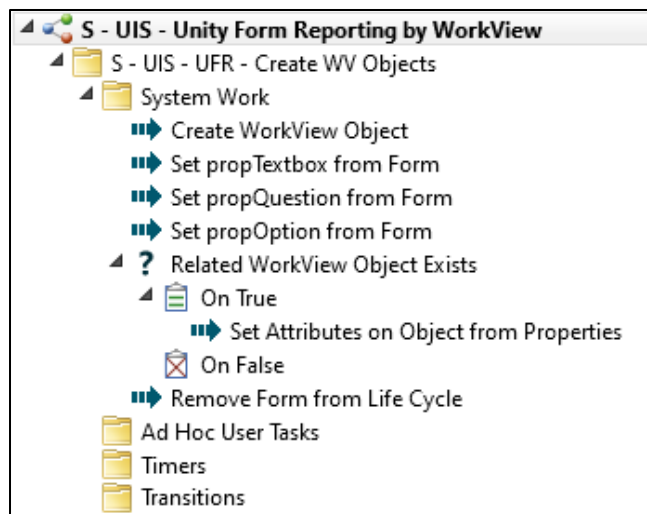 S - UIS - Unity Form Reporting by WorkView
S - UIS - UFR - Create WV Objects
System Work
Create WorkView Object
Set propTextbox from Form
Set propQuestion from Form
Set propOption from Form
? Related WorkView Object Exists
On True
Set Attributes on Object from Properties
On False
Remove Form from Life Cycle
Ad Hoc User Tasks
Timers
Transitions